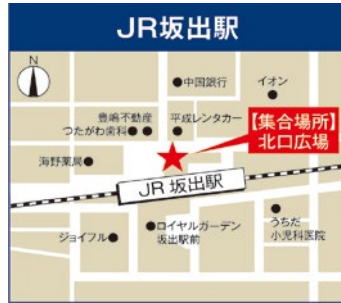 JR坂出駅
N
中国銀行
イオン
豊嶋不動産
平成レンタカー
つたがわ歯科
【集合場所】
北口広場
海野薬局
JR 坂出駅
ジョイフル
ロイヤルガーデン
坂出駅前
うちだ
小児科医院